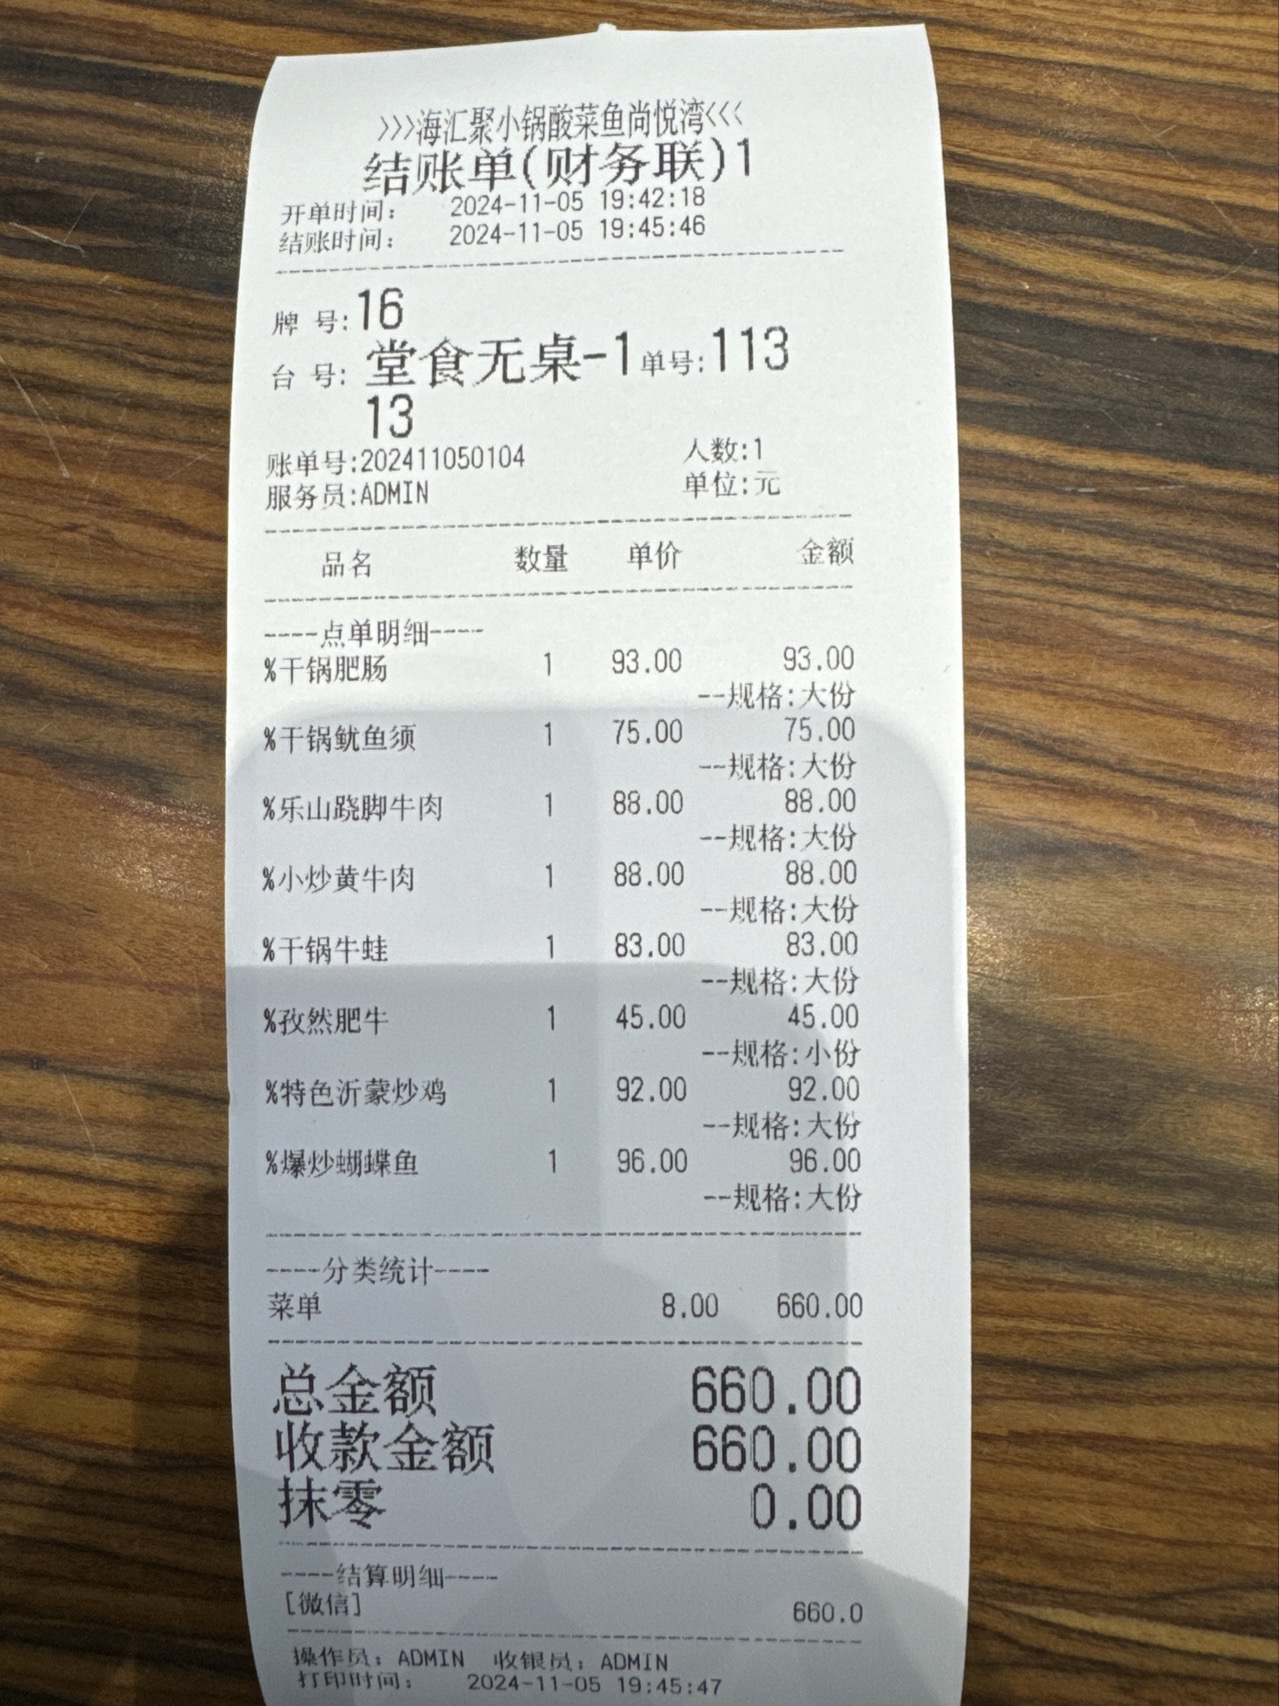 >>>海汇聚小锅酸菜鱼尚悦湾<<<
结账单(财务联)1
开单时间: 2024-11-05 19:42:18
结账时间: 2024-11-05 19:45:46
牌 号:16
台 号: 堂食无桌-1单号:113
13
账单号:202411050104 人数:1
服务员:ADMIN 单位:元
品名 数量 单价 金额
----点单明细----
%干锅肥肠 1 93.00 93.00
--规格:大份
%干锅鱿鱼须 1 75.00 75.00
--规格:大份
%乐山跷脚牛肉 1 88.00 88.00
--规格:大份
%小炒黄牛肉 1 88.00 88.00
--规格:大份
%干锅牛蛙 1 83.00 83.00
--规格:大份
%孜然肥牛 1 45.00 45.00
--规格:小份
%特色沂蒙炒鸡 1 92.00 92.00
--规格:大份
%爆炒蝴蝶鱼 1 96.00 96.00
--规格:大份
----分类统计----
菜单 8.00 660.00
总金额 660.00
收款金额 660.00
抹零 0.00
----结算明细----
[微信] 660.0
操作员: ADMIN 收银员: ADMIN
打印时间: 2024-11-05 19:45:47